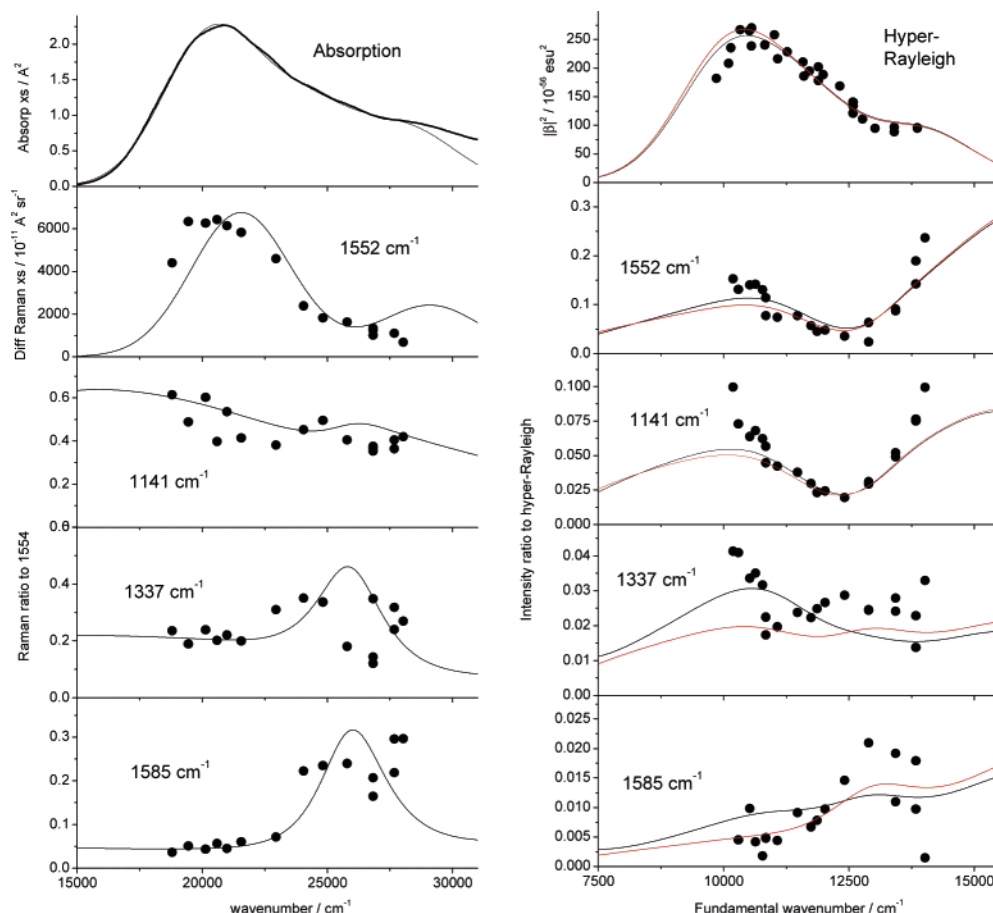 Absorption
Absorp xs / A²
2.0
1.5
1.0
0.5
0.0
1552 cm⁻¹
Diff Raman xs / 10⁻¹¹ A² sr⁻¹
6000
4000
2000
0
1141 cm⁻¹
0.6
0.4
0.2
0.0
Raman ratio to 1554
1337 cm⁻¹
0.4
0.2
0.0
1585 cm⁻¹
0.3
0.2
0.1
0.0
15000 20000 25000 30000
wavenumber / cm⁻¹
Hyper-
Rayleigh
|β|² / 10⁻⁵⁶ esu²
250
200
150
100
50
0
1552 cm⁻¹
0.3
0.2
0.1
0.0
1141 cm⁻¹
0.100
0.075
0.050
0.025
0.000
Intensity ratio to hyper-Rayleigh
1337 cm⁻¹
0.04
0.03
0.02
0.01
0.00
1585 cm⁻¹
0.025
0.020
0.015
0.010
0.005
0.000
7500 10000 12500 15000
Fundamental wavenumber / cm⁻¹